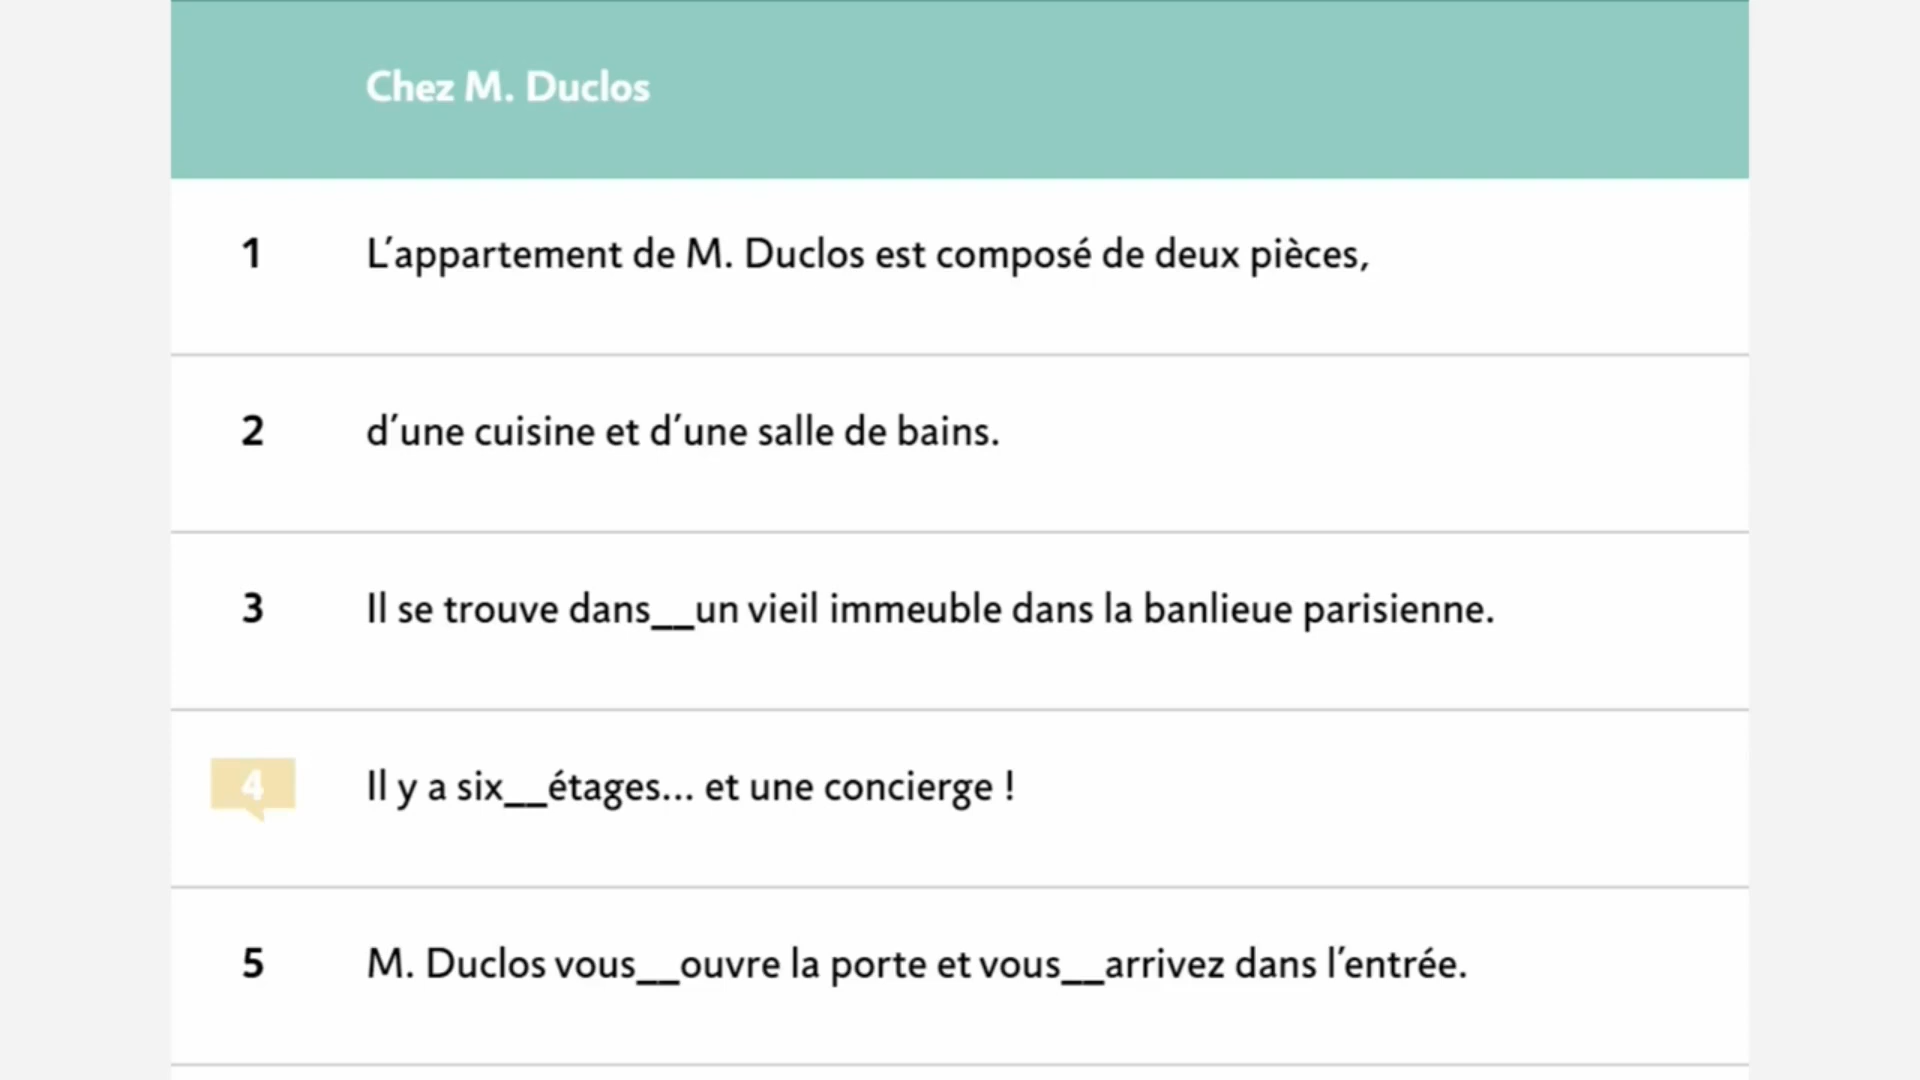 Chez M. Duclos
1 L'appartement de M. Duclos est composé de deux pièces,
2 d'une cuisine et d'une salle de bains.
3 Il se trouve dans__un vieil immeuble dans la banlieue parisienne.
4 Il y a six__étages... et une concierge !
5 M. Duclos vous__ouvre la porte et vous__arrivez dans l'entrée.